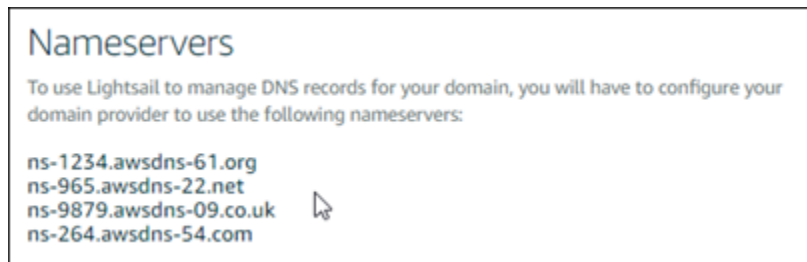 Nameservers
To use Lightsail to manage DNS records for your domain, you will have to configure your
domain provider to use the following nameservers:
ns-1234.awsdns-61.org
ns-965.awsdns-22.net
ns-9879.awsdns-09.co.uk
ns-264.awsdns-54.com